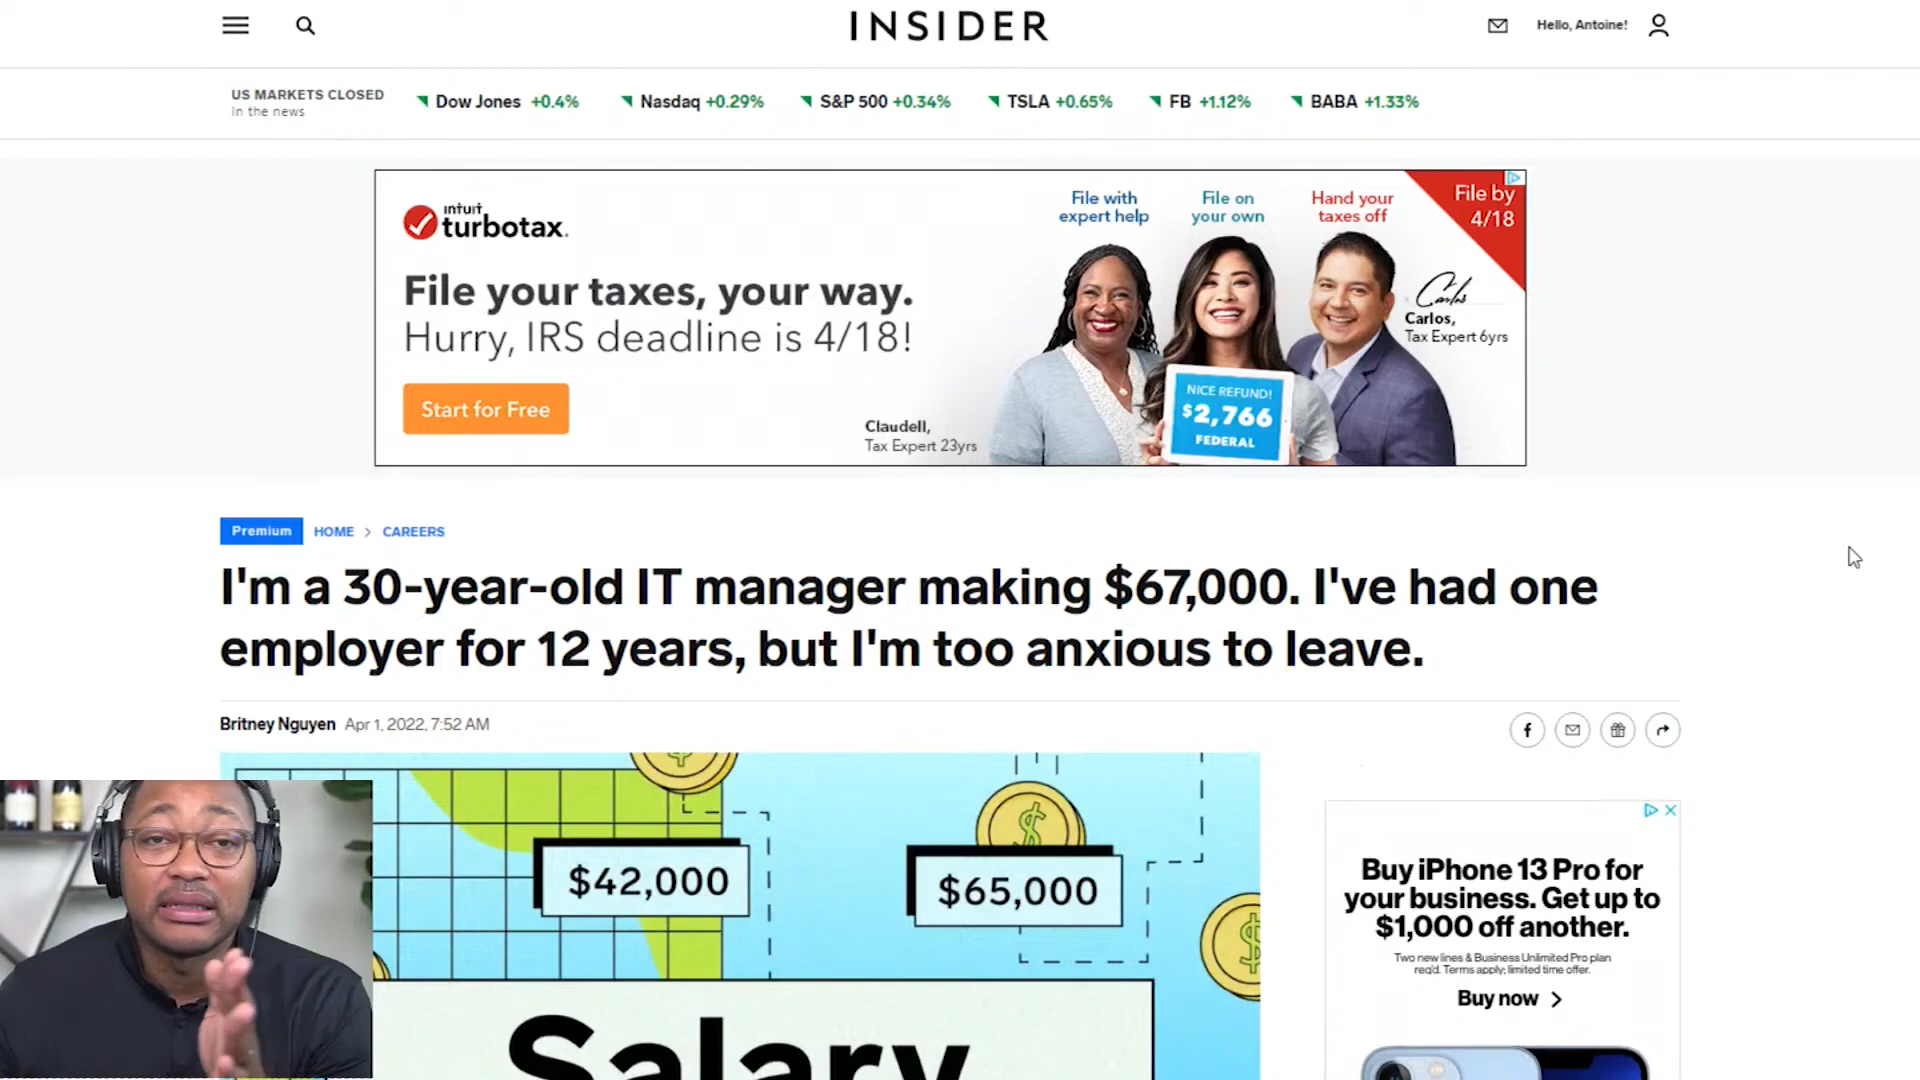 INSIDER
Hello, Antoine!
US MARKETS CLOSED
In the news
Dow Jones +0.4%
Nasdaq +0.29%
S&P 500 +0.34%
TSLA +0.65%
FB +1.12%
BABA +1.33%
intuit
turbotax.
File your taxes, your way.
Hurry, IRS deadline is 4/18!
Start for Free
Claudell,
Tax Expert 23yrs
File with
expert help
File on
your own
Hand your
taxes off
File by
4/18
Carlos
Carlos,
Tax Expert 6yrs
NICE REFUND!
$2,766
FEDERAL
Premium
HOME > CAREERS
I'm a 30-year-old IT manager making $67,000. I've had one
employer for 12 years, but I'm too anxious to leave.
Britney Nguyen Apr 1, 2022, 7:52 AM
$42,000
$65,000
Salary
Buy iPhone 13 Pro for
your business. Get up to
$1,000 off another.
Two new lines & Business Unlimited Pro plan
req'd. Terms apply; limited time offer.
Buy now >